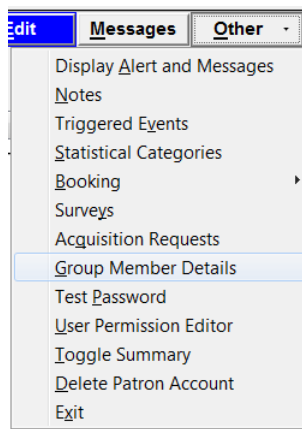 Edit Messages Other
Display Alert and Messages
Notes
Triggered Events
Statistical Categories
Booking
Surveys
Acquisition Requests
Group Member Details
Test Password
User Permission Editor
Toggle Summary
Delete Patron Account
Exit